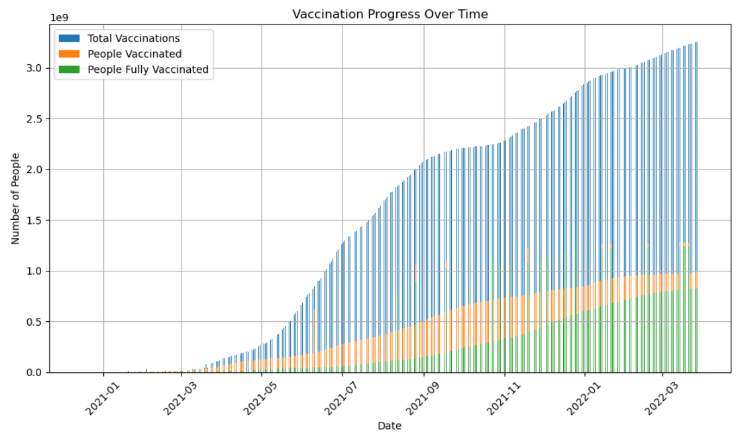 Vaccination Progress Over Time
1e9
Total Vaccinations
People Vaccinated
People Fully Vaccinated
3.0
2.5
2.0
1.5
1.0
0.5
0.0
Number of People
2021-01
2021-03
2021-05
2021-07
2021-09
2021-11
2022-01
2022-03
Date